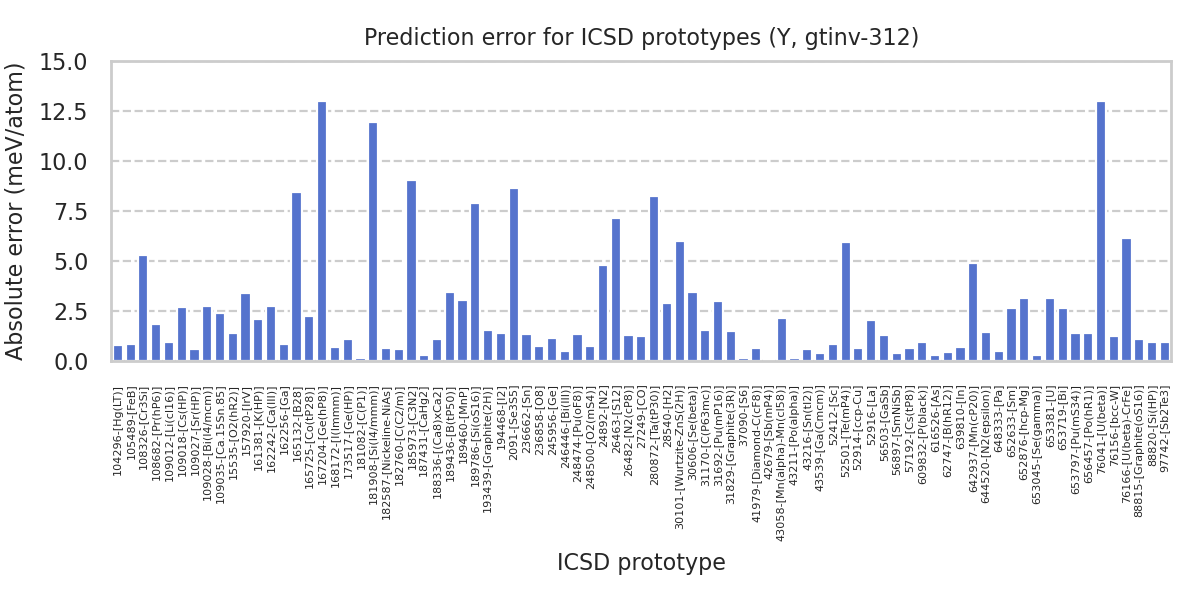 Prediction error for ICSD prototypes (Y, gtinv-312)
Absolute error (meV/atom)
15.0
12.5
10.0
7.5
5.0
2.5
0.0
104296-[Hg(LT)]
105489-[FeB]
108326-[Cr3Si]
108682-[Pr(hP6)]
109012-[Li(cI16)]
109018-[Cs(HP)]
109027-[Sr(HP)]
109028-[Bi(I4/mcm)]
109035-[Ca.15Sn.85]
15535-[O2(hR2)]
157920-[IrV]
161381-[K(HP)]
162242-[Ca(III)]
162256-[Ga]
165132-[B28]
165725-[Co(tP28)]
167204-[Ge(hP8)]
168172-[I(Immm)]
173517-[Ge(HP)]
181082-[C(P1)]
181908-[Si(I4/mmm)]
182587-[Nickeline-NiAs]
182760-[C(C2/m)]
185973-[C3N2]
187431-[CaHg2]
188336-[(Ca8)xCa2]
189436-[B(tP50)]
189460-[MnP]
189786-[Si(oS16)]
193439-[Graphite(2H)]
194468-[I2]
2091-[Se3S5]
236662-[Sn]
236858-[O8]
245956-[Ge]
246446-[Bi(III)]
248474-[Pu(oF8)]
248500-[O2(mS4)]
24892-[N2]
26463-[S12]
26482-[N2(cP8)]
27249-[CO]
280872-[Ta(tP30)]
28540-[H2]
30101-[Wurtzite-ZnS(2H)]
30606-[Se(beta)]
31170-[C(P63mc)]
31692-[Pu(mP16)]
31829-[Graphite(3R)]
37090-[S6]
41979-[Diamond-C(cF8)]
42679-[Sb(mP4)]
43058-[Mn(alpha)-Mn(cI58)]
43211-[Po(alpha)]
43216-[Sn(tI2)]
43539-[Ga(Cmcm)]
52412-[Sc]
52501-[Te(mP4)]
52914-[ccp-Cu]
52916-[La]
56503-[GaSb]
56897-[SmNiSb]
57192-[Cs(tP8)]
609832-[P(black)]
616526-[As]
62747-[B(hR12)]
639810-[In]
642937-[Mn(cP20)]
644520-[N2(epsilon)]
648333-[Pa]
652633-[Sm]
652876-[hcp-Mg]
653045-[Se(gamma)]
653381-[U]
653719-[Bi]
653797-[Pu(mS34)]
656457-[Po(hR1)]
76041-[U(beta)]
76156-[bcc-W]
76166-[U(beta)-CrFe]
88815-[Graphite(oS16)]
88820-[Si(HP)]
97742-[Sb2Te3]
ICSD prototype